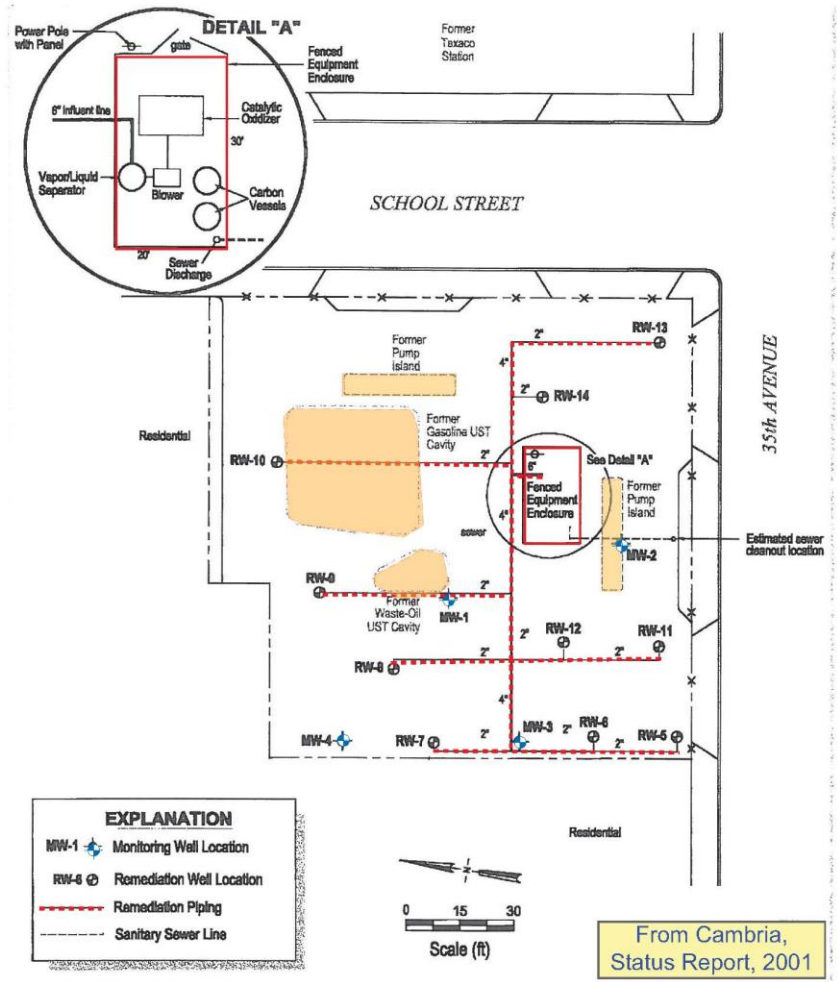 DETAIL "A"
Power Pole
with Panel
gate
Fenced
Equipment
Enclosure
6" Influent line
Catalytic
Oxidizer
30'
Vapor/Liquid
Separator
Blower
Carbon
Vessels
20'
Sewer
Discharge
Former
Texaco
Station
SCHOOL STREET
35th AVENUE
2"
RW-13
4"
Former
Pump
Island
2"
RW-14
Residential
Former
Gasoline UST
Cavity
RW-10
2"
See Detail "A"
6"
Fenced
Equipment
Enclosure
Former
Pump
Island
4"
sewer
Estimated sewer
cleanout location
MW-2
RW-9
2"
MW-1
Former
Waste-Oil
UST Cavity
2"
RW-12
RW-11
2"
2"
RW-8
4"
MW-4
RW-7
2"
MW-3
2"
RW-6
2"
RW-5
EXPLANATION
MW-1 Monitoring Well Location
RW-6 Remediation Well Location
Remediation Piping
Sanitary Sewer Line
Residential
N
0 15 30
Scale (ft)
From Cambria,
Status Report, 2001